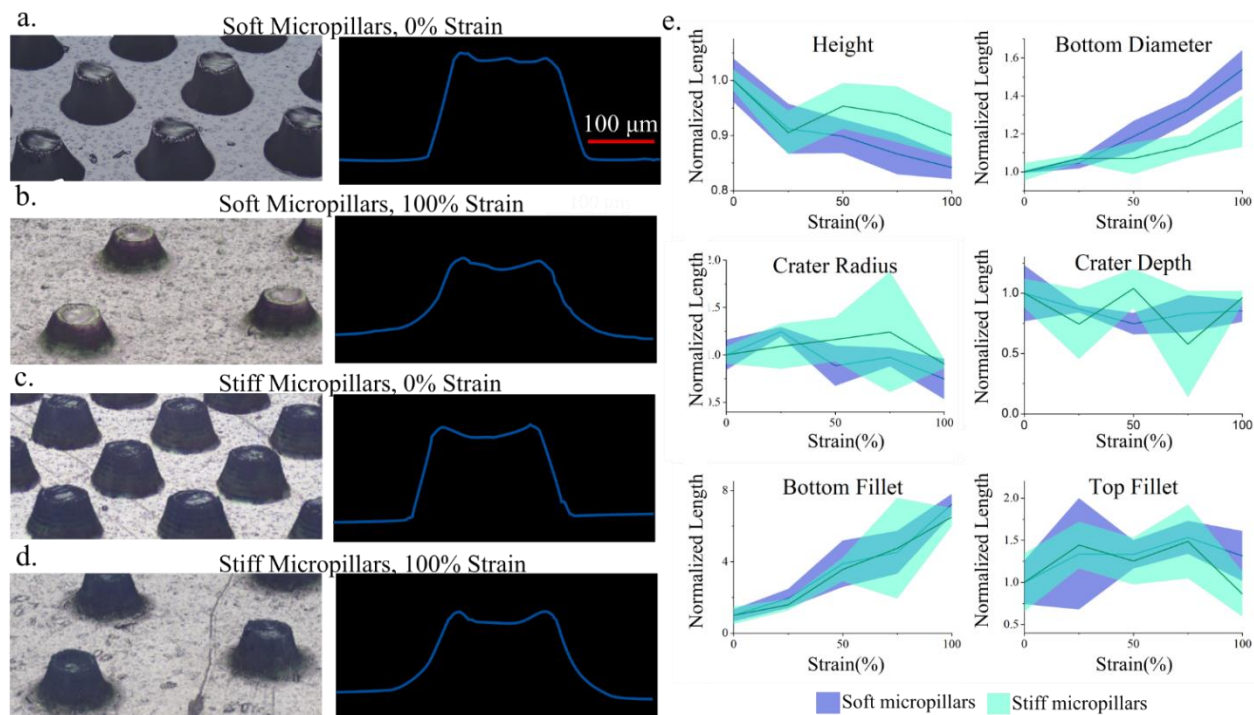 a.
Soft Micropillars, 0% Strain
100 μm
b.
Soft Micropillars, 100% Strain
c.
Stiff Micropillars, 0% Strain
d.
Stiff Micropillars, 100% Strain
e.
Height
Normalized Length
1.0
0.9
0.8
0
50
100
Strain(%)
Bottom Diameter
Normalized Length
1.6
1.4
1.2
1.0
0
50
100
Strain(%)
Crater Radius
Normalized Length
2.0
1.5
1.0
0.5
0
50
100
Strain(%)
Crater Depth
Normalized Length
1.0
0.5
0.0
0
50
100
Strain(%)
Bottom Fillet
Normalized Length
8
4
0
0
50
100
Strain(%)
Top Fillet
Normalized Length
2.0
1.5
1.0
0.5
0
50
100
Strain(%)
Soft micropillars
Stiff micropillars